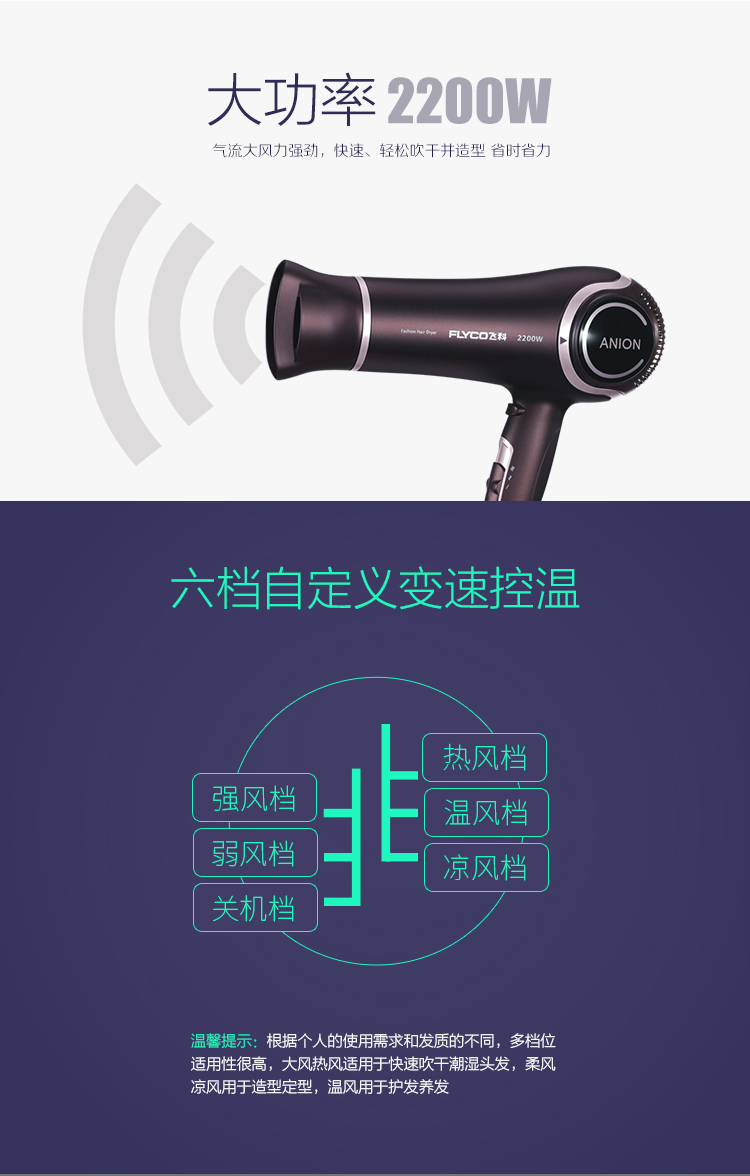 大功率 2200W
气流大风力强劲，快速、轻松吹干并造型 省时省力
Fashion Hair Dryer FLYCO飞科 2200W
ANION
六档自定义变速控温
热风档
强风档
温风档
弱风档
凉风档
关机档
温馨提示：根据个人的使用需求和发质的不同，多档位
适用性很高，大风热风适用于快速吹干潮湿头发，柔风
凉风用于造型定型，温风用于护发养发